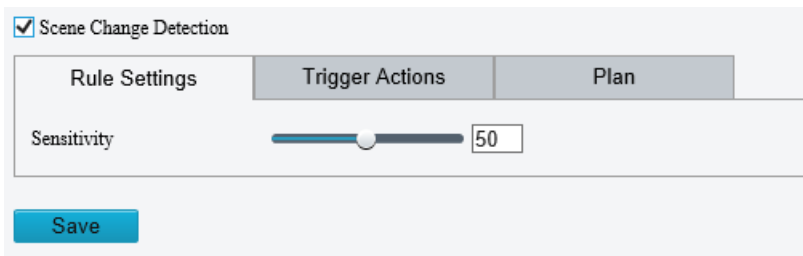 Scene Change Detection
Rule Settings Trigger Actions Plan
Sensitivity 50
Save